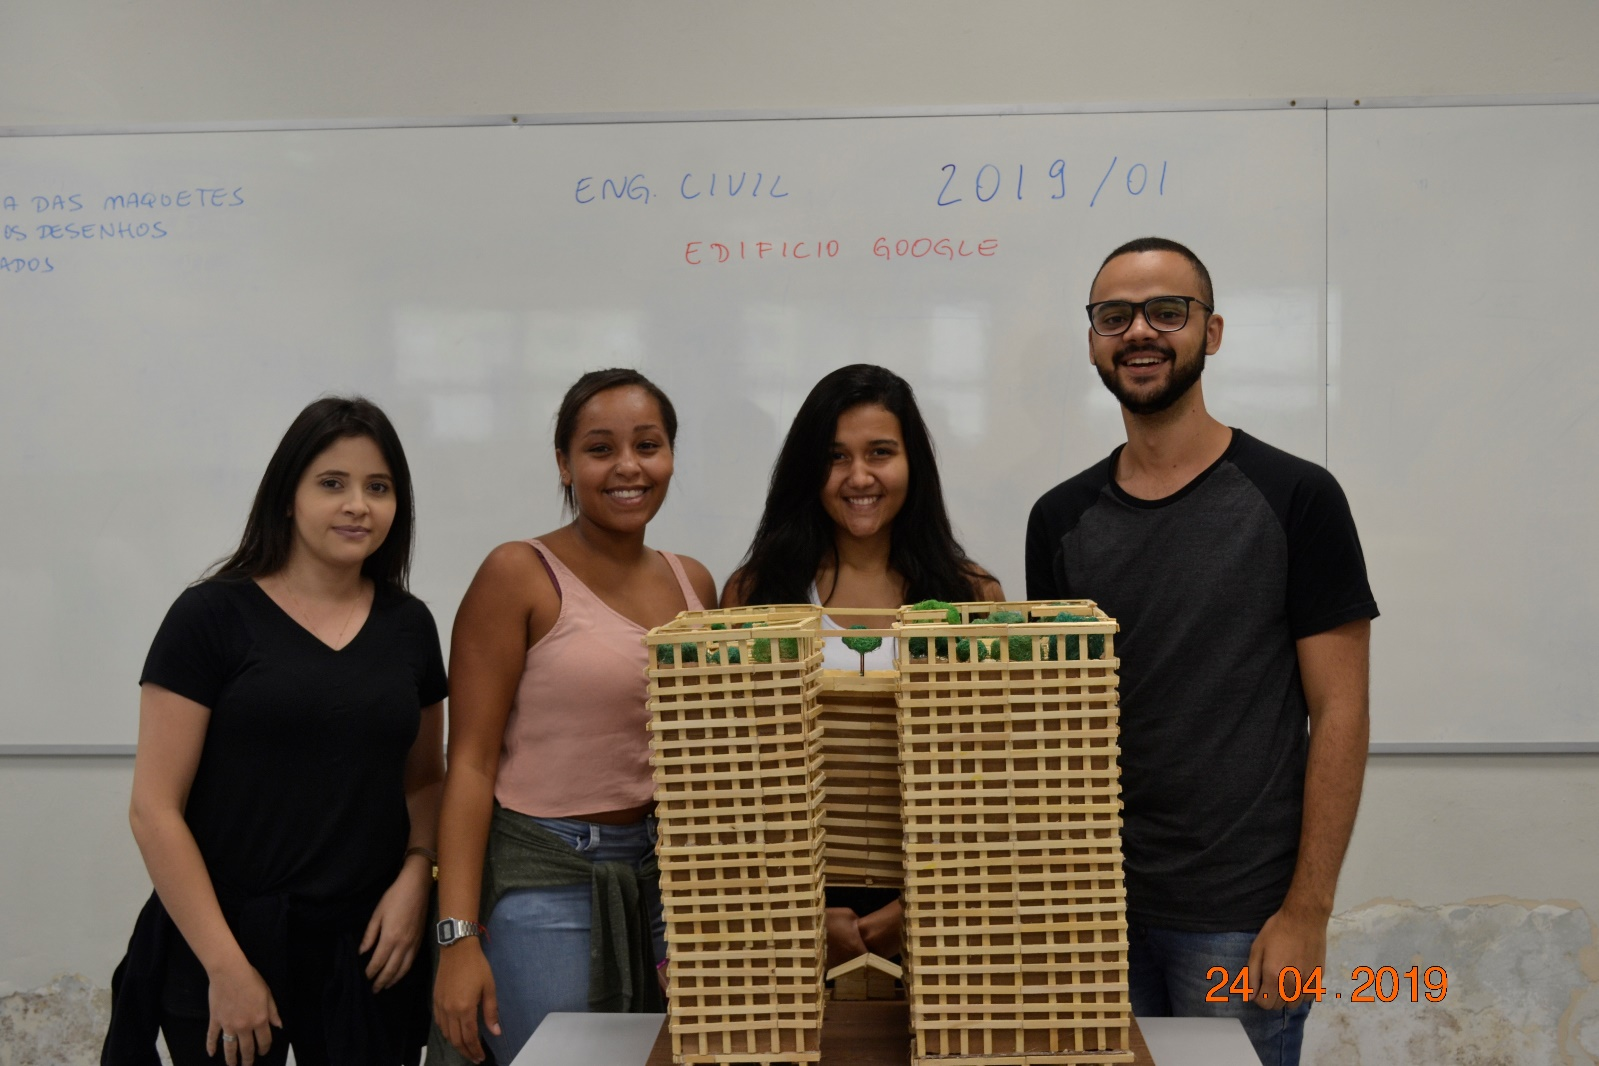 A DAS MAQUETES
OS DESENHOS
ADOS
ENG. CIVIL 2019/01
EDIFICIO GOOGLE
24.04.2019